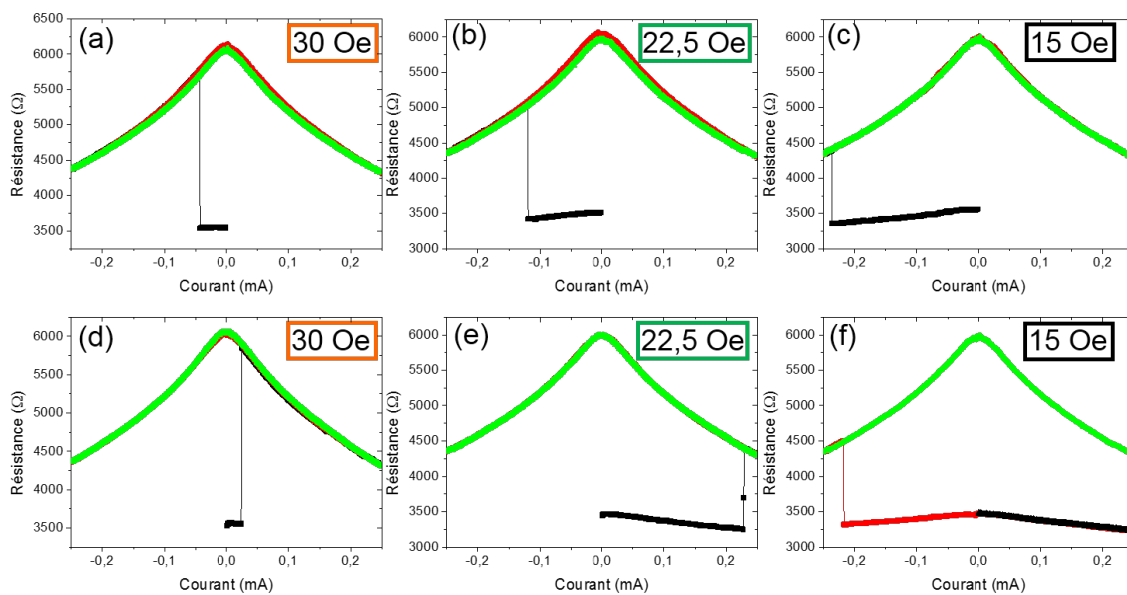 (a)
30 Oe
6500
6000
5500
5000
4500
4000
3500
Résistance (Ω)
-0,2 -0,1 0,0 0,1 0,2
Courant (mA)
(b)
22,5 Oe
6000
5500
5000
4500
4000
3500
3000
Résistance (Ω)
-0,2 -0,1 0,0 0,1 0,2
Courant (mA)
(c)
15 Oe
6000
5500
5000
4500
4000
3500
3000
Résistance (Ω)
-0,2 -0,1 0,0 0,1 0,2
Courant (mA)
(d)
30 Oe
6000
5500
5000
4500
4000
3500
Résistance (Ω)
-0,2 -0,1 0,0 0,1 0,2
Courant (mA)
(e)
22,5 Oe
6000
5500
5000
4500
4000
3500
3000
Résistance (Ω)
-0,2 -0,1 0,0 0,1 0,2
Courant (mA)
(f)
15 Oe
6000
5500
5000
4500
4000
3500
3000
Résistance (Ω)
-0,2 -0,1 0,0 0,1 0,2
Courant (mA)